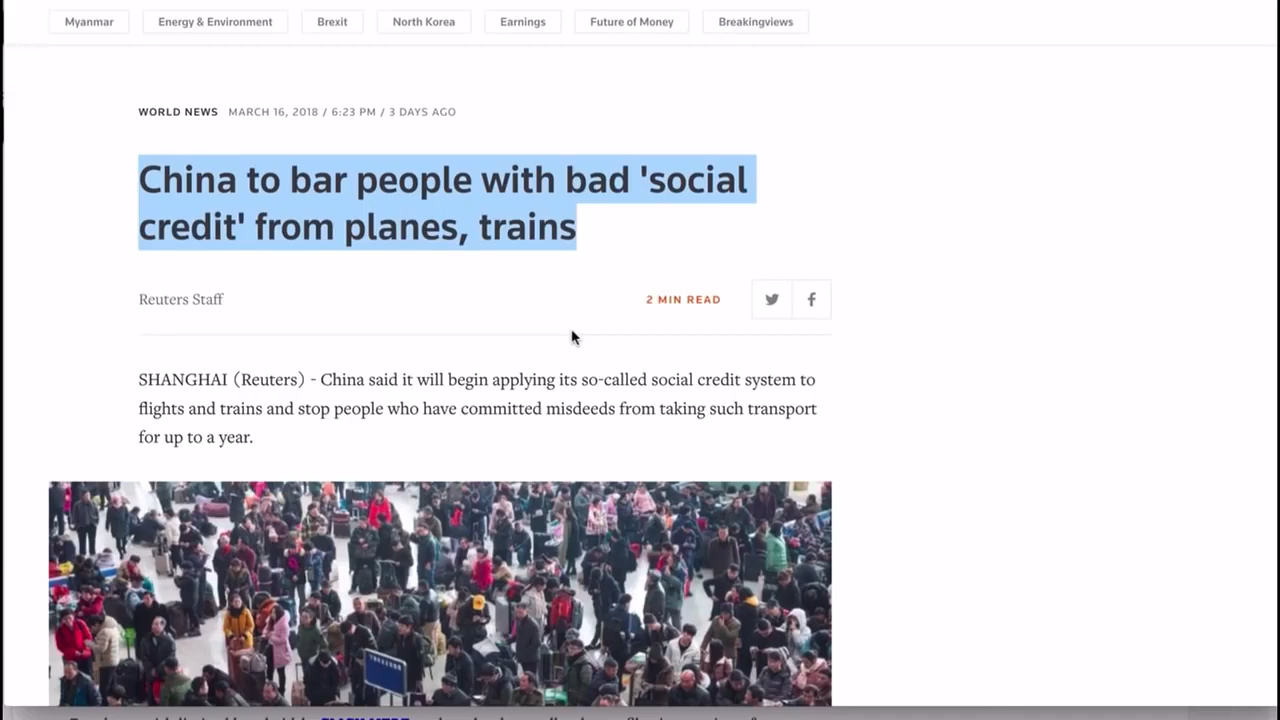 Myanmar Energy & Environment Brexit North Korea Earnings Future of Money Breakingviews
WORLD NEWS MARCH 16, 2018 / 6:23 PM / 3 DAYS AGO
China to bar people with bad 'social
credit' from planes, trains
Reuters Staff 2 MIN READ
SHANGHAI (Reuters) - China said it will begin applying its so-called social credit system to
flights and trains and stop people who have committed misdeeds from taking such transport
for up to a year.